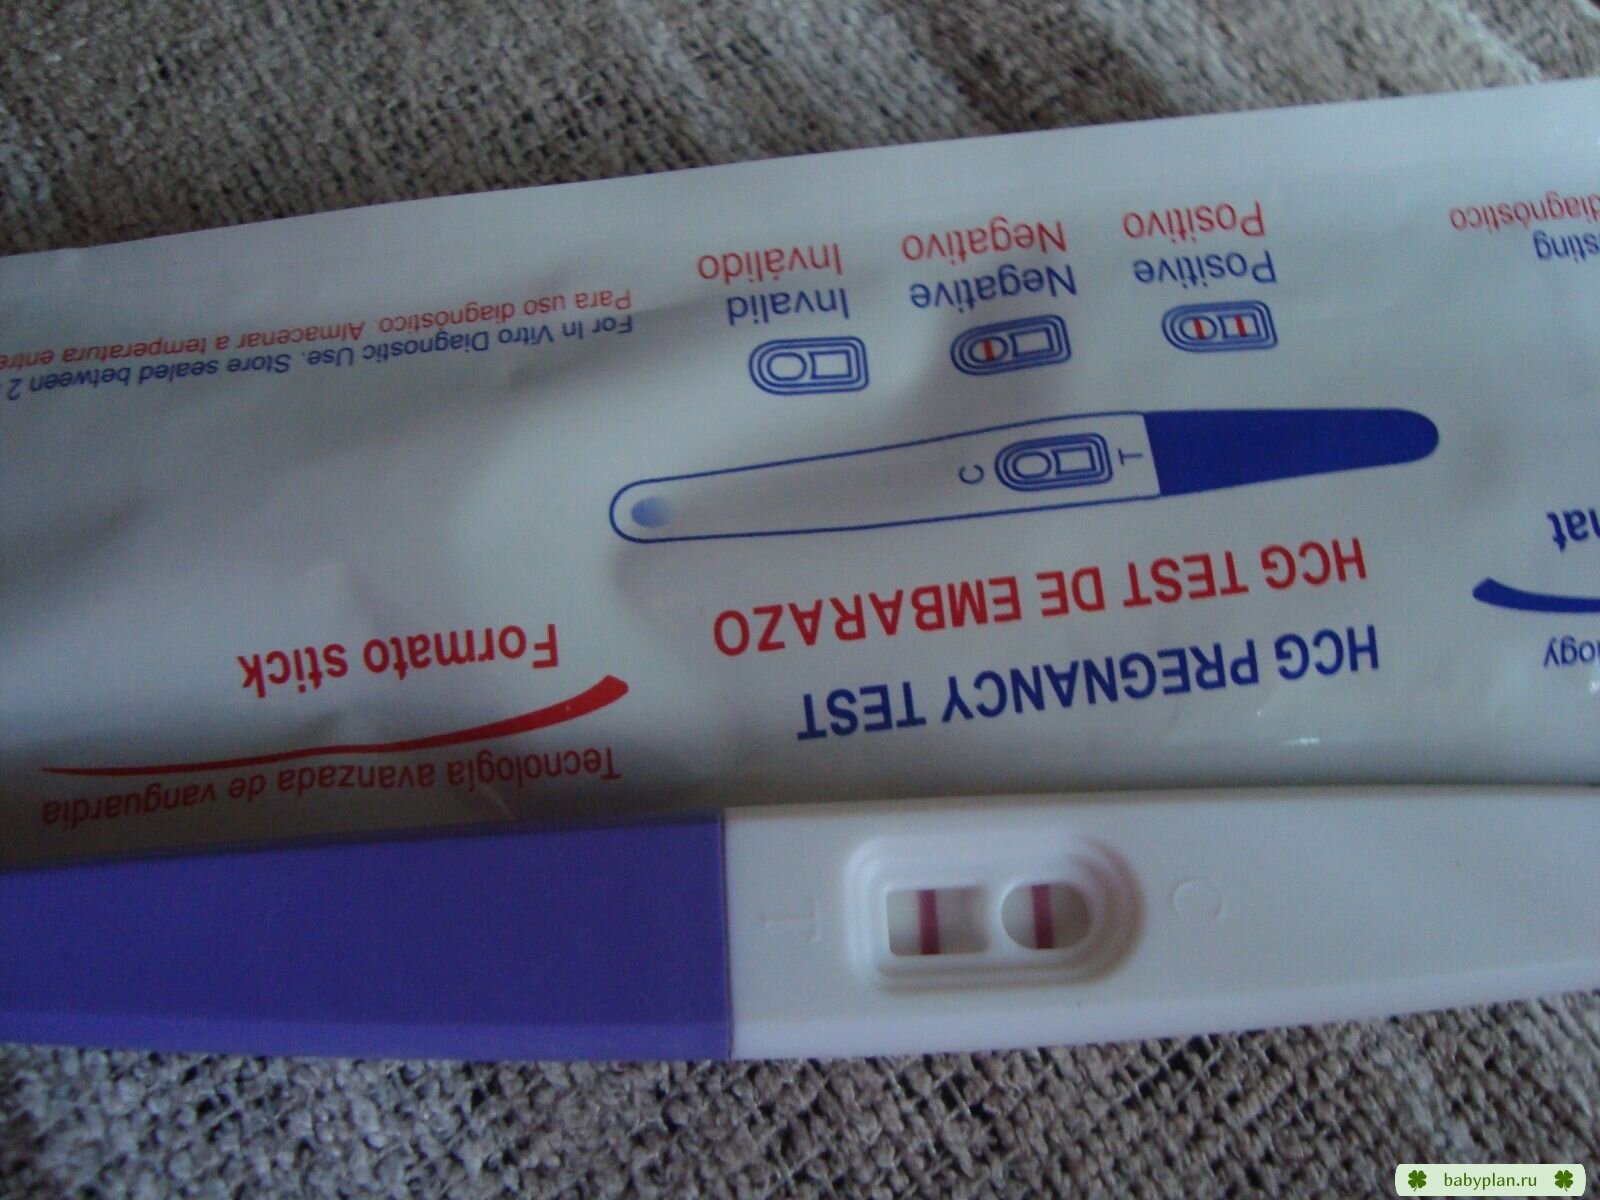 HCG PREGNANCY TEST
HCG TEST DE EMBARAZO
T C
Positive Negative Invalid
Positivo Negativo Inválido
diagnóstico
Tecnología avanzada de vanguardia
Formato stick
For In Vitro Diagnostic Use. Store sealed between 2
Para uso diagnóstico. Almacenar a temperatura entre
T C
babyplan.ru